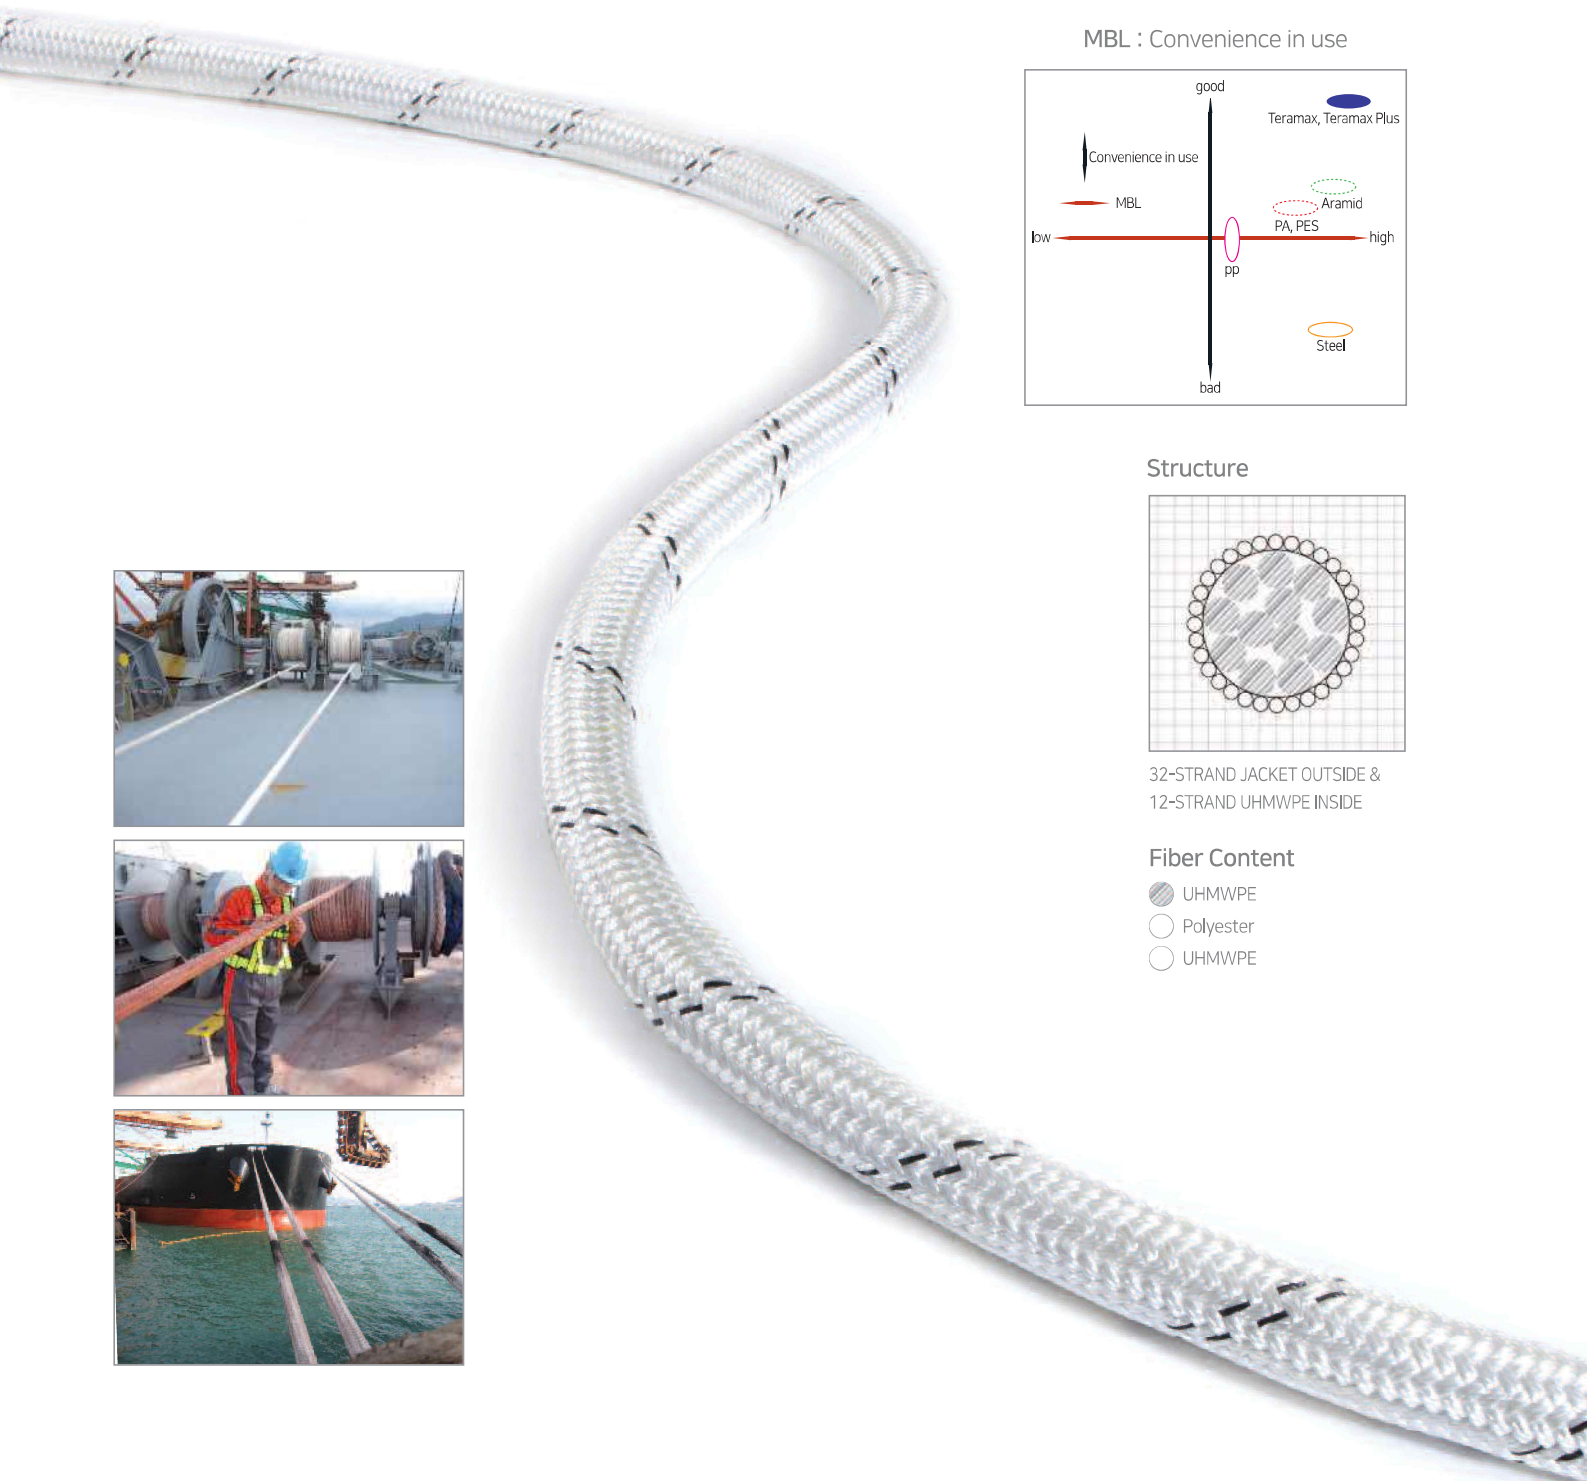 MBL : Convenience in use
good
Teramax, Teramax Plus
Convenience in use
MBL
Aramid
PA, PES
low
high
pp
Steel
bad
Structure
32-STRAND JACKET OUTSIDE &
12-STRAND UHMWPE INSIDE
Fiber Content
UHMWPE
Polyester
UHMWPE